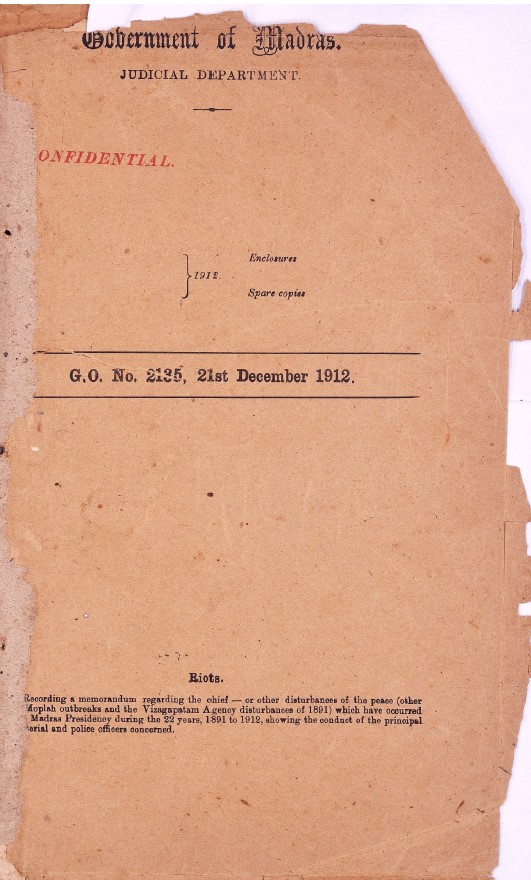 Government of Madras.
JUDICIAL DEPARTMENT.
ONFIDENTIAL.
Enclosures
1912.
Spare copies
G.O. No. 2135, 21st December 1912.
Riots.
Recording a memorandum regarding the chief — or other disturbances of the peace (other
Moplah outbreaks and the Vizagapatam Agency disturbances of 1891) which have occurred
Madras Presidency during the 22 years, 1891 to 1912, showing the conduct of the principal
terial and police officers concerned.